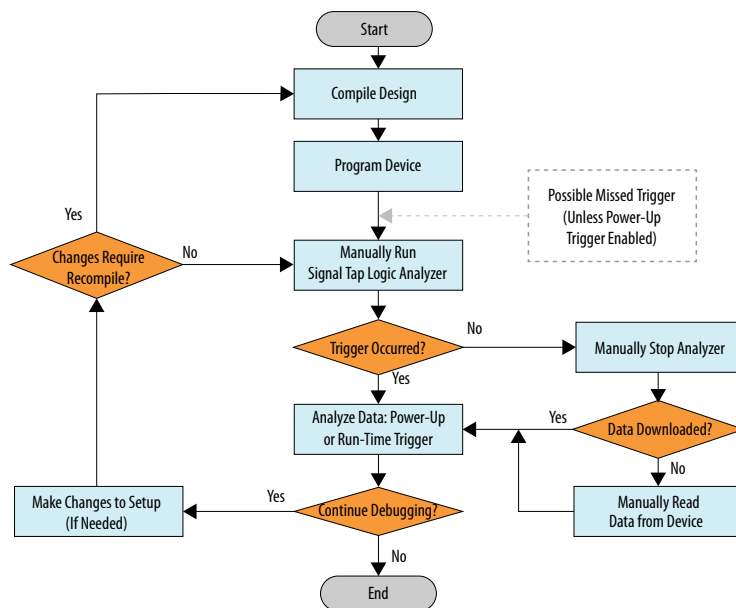 Start
Compile Design
Program Device
Possible Missed Trigger
(Unless Power-Up
Trigger Enabled)
Yes
Changes Require
Recompile?
No
Manually Run
Signal Tap Logic Analyzer
Trigger Occurred?
No
Manually Stop Analyzer
Yes
Analyze Data: Power-Up
or Run-Time Trigger
Yes
Data Downloaded?
No
Manually Read
Data from Device
Make Changes to Setup
(If Needed)
Yes
Continue Debugging?
No
End